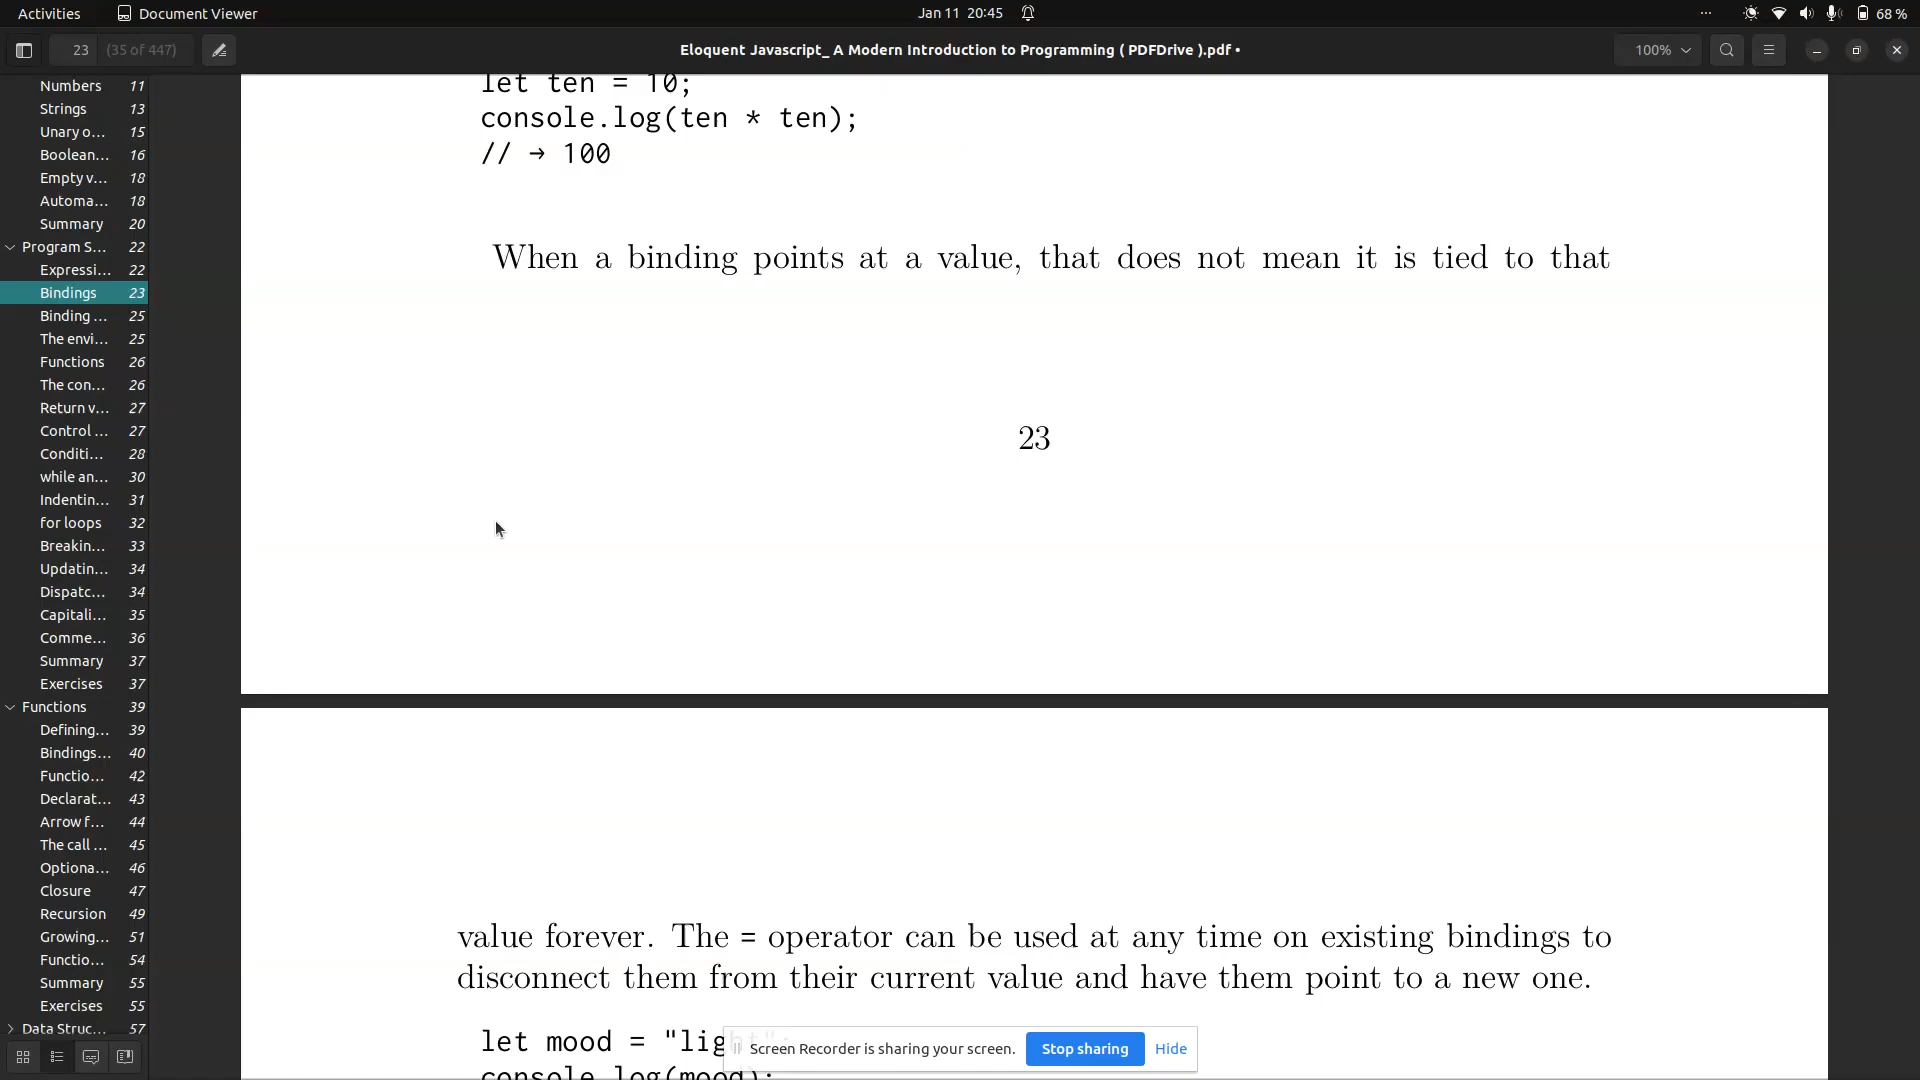 Activities
Document Viewer
Jan 11 20:45
68 %
23
(35 of 447)
Eloquent Javascript_ A Modern Introduction to Programming ( PDFDrive ).pdf •
100%
Numbers 11
Strings 13
Unary o... 15
Boolean... 16
Empty v... 18
Automa... 18
Summary 20
Program S... 22
Expressi... 22
Bindings 23
Binding ... 25
The envi... 25
Functions 26
The con... 26
Return v... 27
Control ... 27
Conditi... 28
while an... 30
Indentin... 31
for loops 32
Breakin... 33
Updatin... 34
Dispatc... 34
Capitali... 35
Comme... 36
Summary 37
Exercises 37
Functions 39
Defining... 39
Bindings... 40
Functio... 42
Declarat... 43
Arrow f... 44
The call ... 45
Optiona... 46
Closure 47
Recursion 49
Growing... 51
Functio... 54
Summary 55
Exercises 55
Data Struc... 57
let ten = 10;
console.log(ten * ten);
// → 100
When a binding points at a value, that does not mean it is tied to that
23
value forever. The = operator can be used at any time on existing bindings to
disconnect them from their current value and have them point to a new one.
let mood = "light";
console.log(mood);
Screen Recorder is sharing your screen.
Stop sharing
Hide